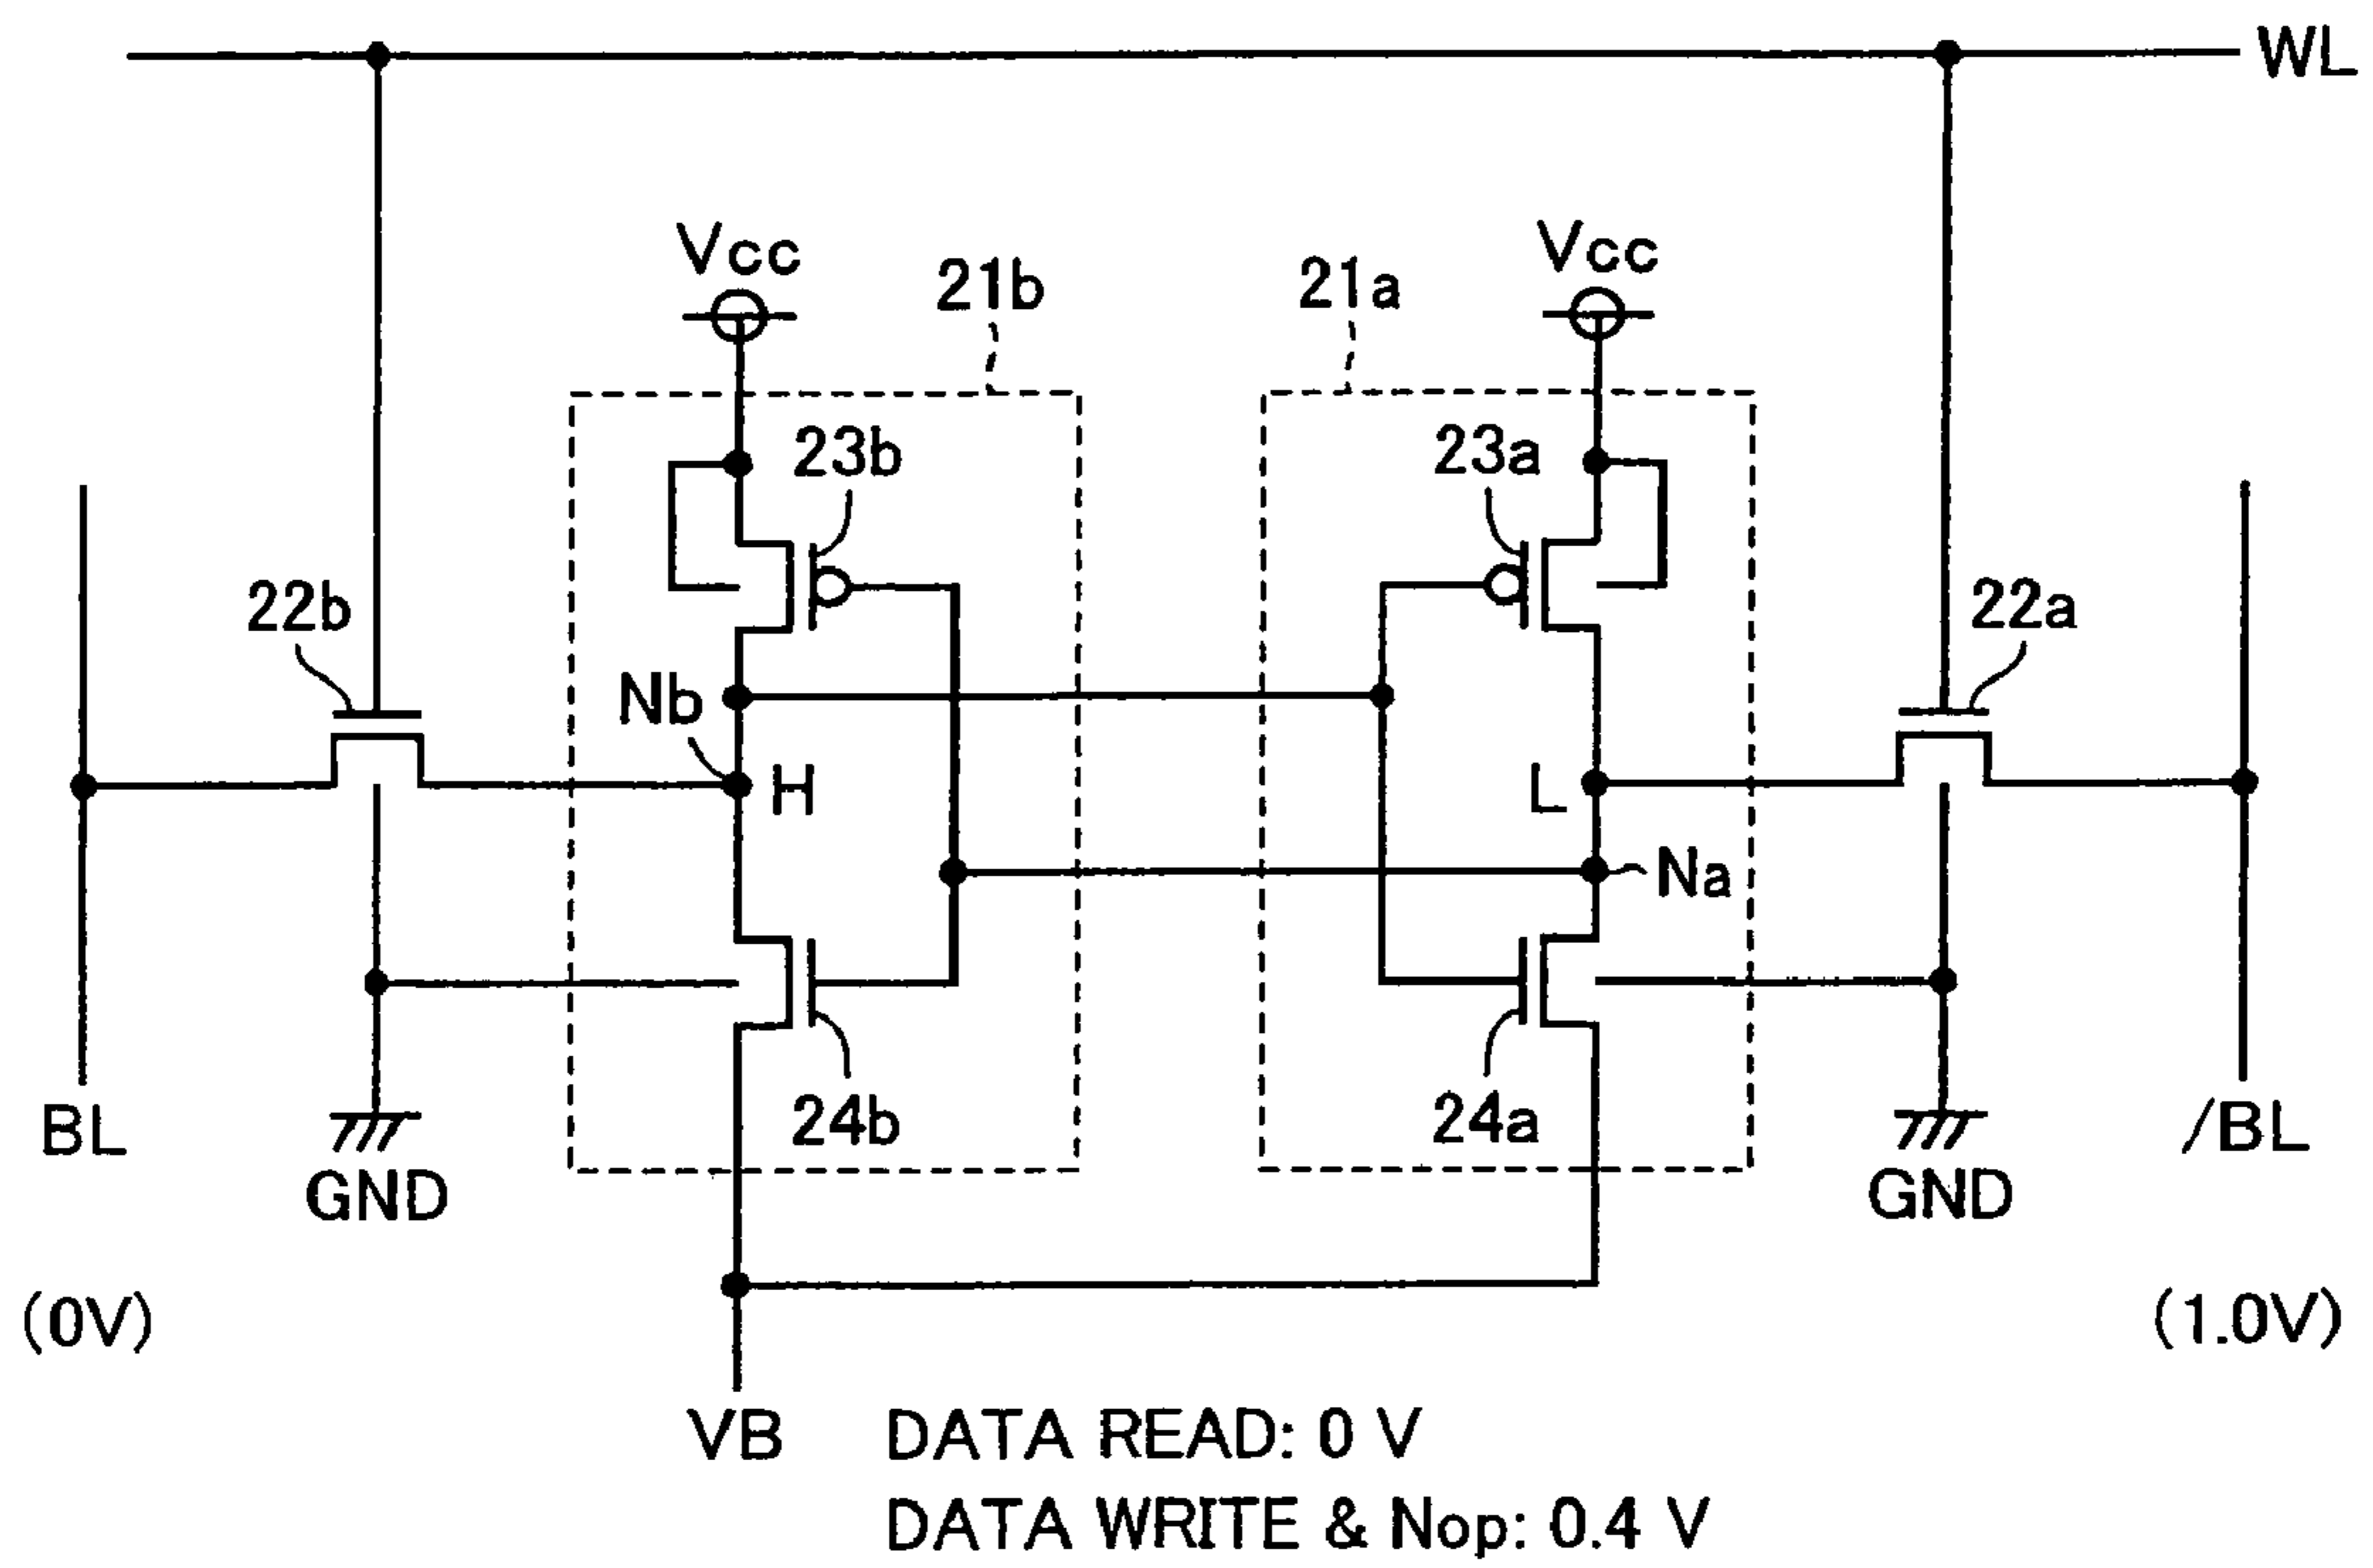 WL
Vcc
Vcc
21b
21a
23b
23a
22b
22a
Nb
H
L
Na
24b
24a
BL
GND
GND
/BL
(0V)
(1.0V)
VB
DATA READ: 0 V
DATA WRITE & Nop: 0.4 V